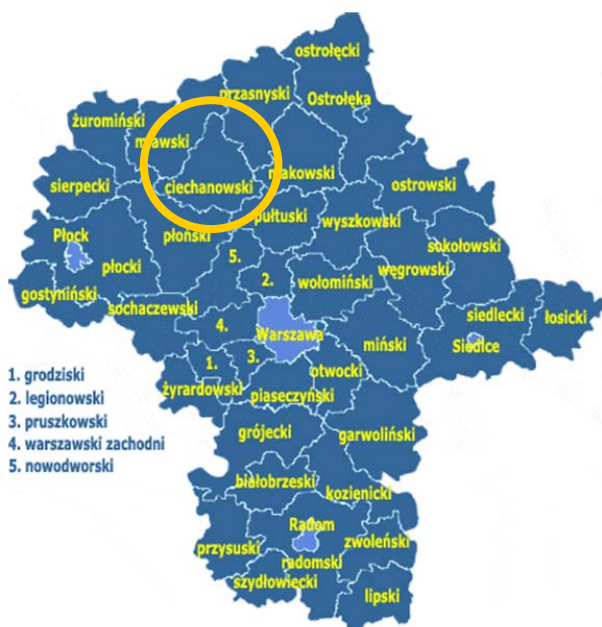 ostrołęcki
przasnyski
Ostrołęka
żuromiński
mławski
makowski
sierpecki
ciechanowski
ostrowski
pułtuski
wyszkowski
Płock
płoński
sokołowski
5.
płocki
węgrowski
2.
wołomiński
gostyniński
sochaczewski
siedlecki
łosicki
4.
Warszawa
miński
Siedlce
1.
3.
otwocki
żyrardowski
piaseczyński
1. grodziski
2. legionowski
3. pruszkowski
4. warszawski zachodni
5. nowodworski
grójecki
garwoliński
białobrzeski
kozienicki
Radom
przysuski
zwoleński
radomski
szydłowiecki
lipski